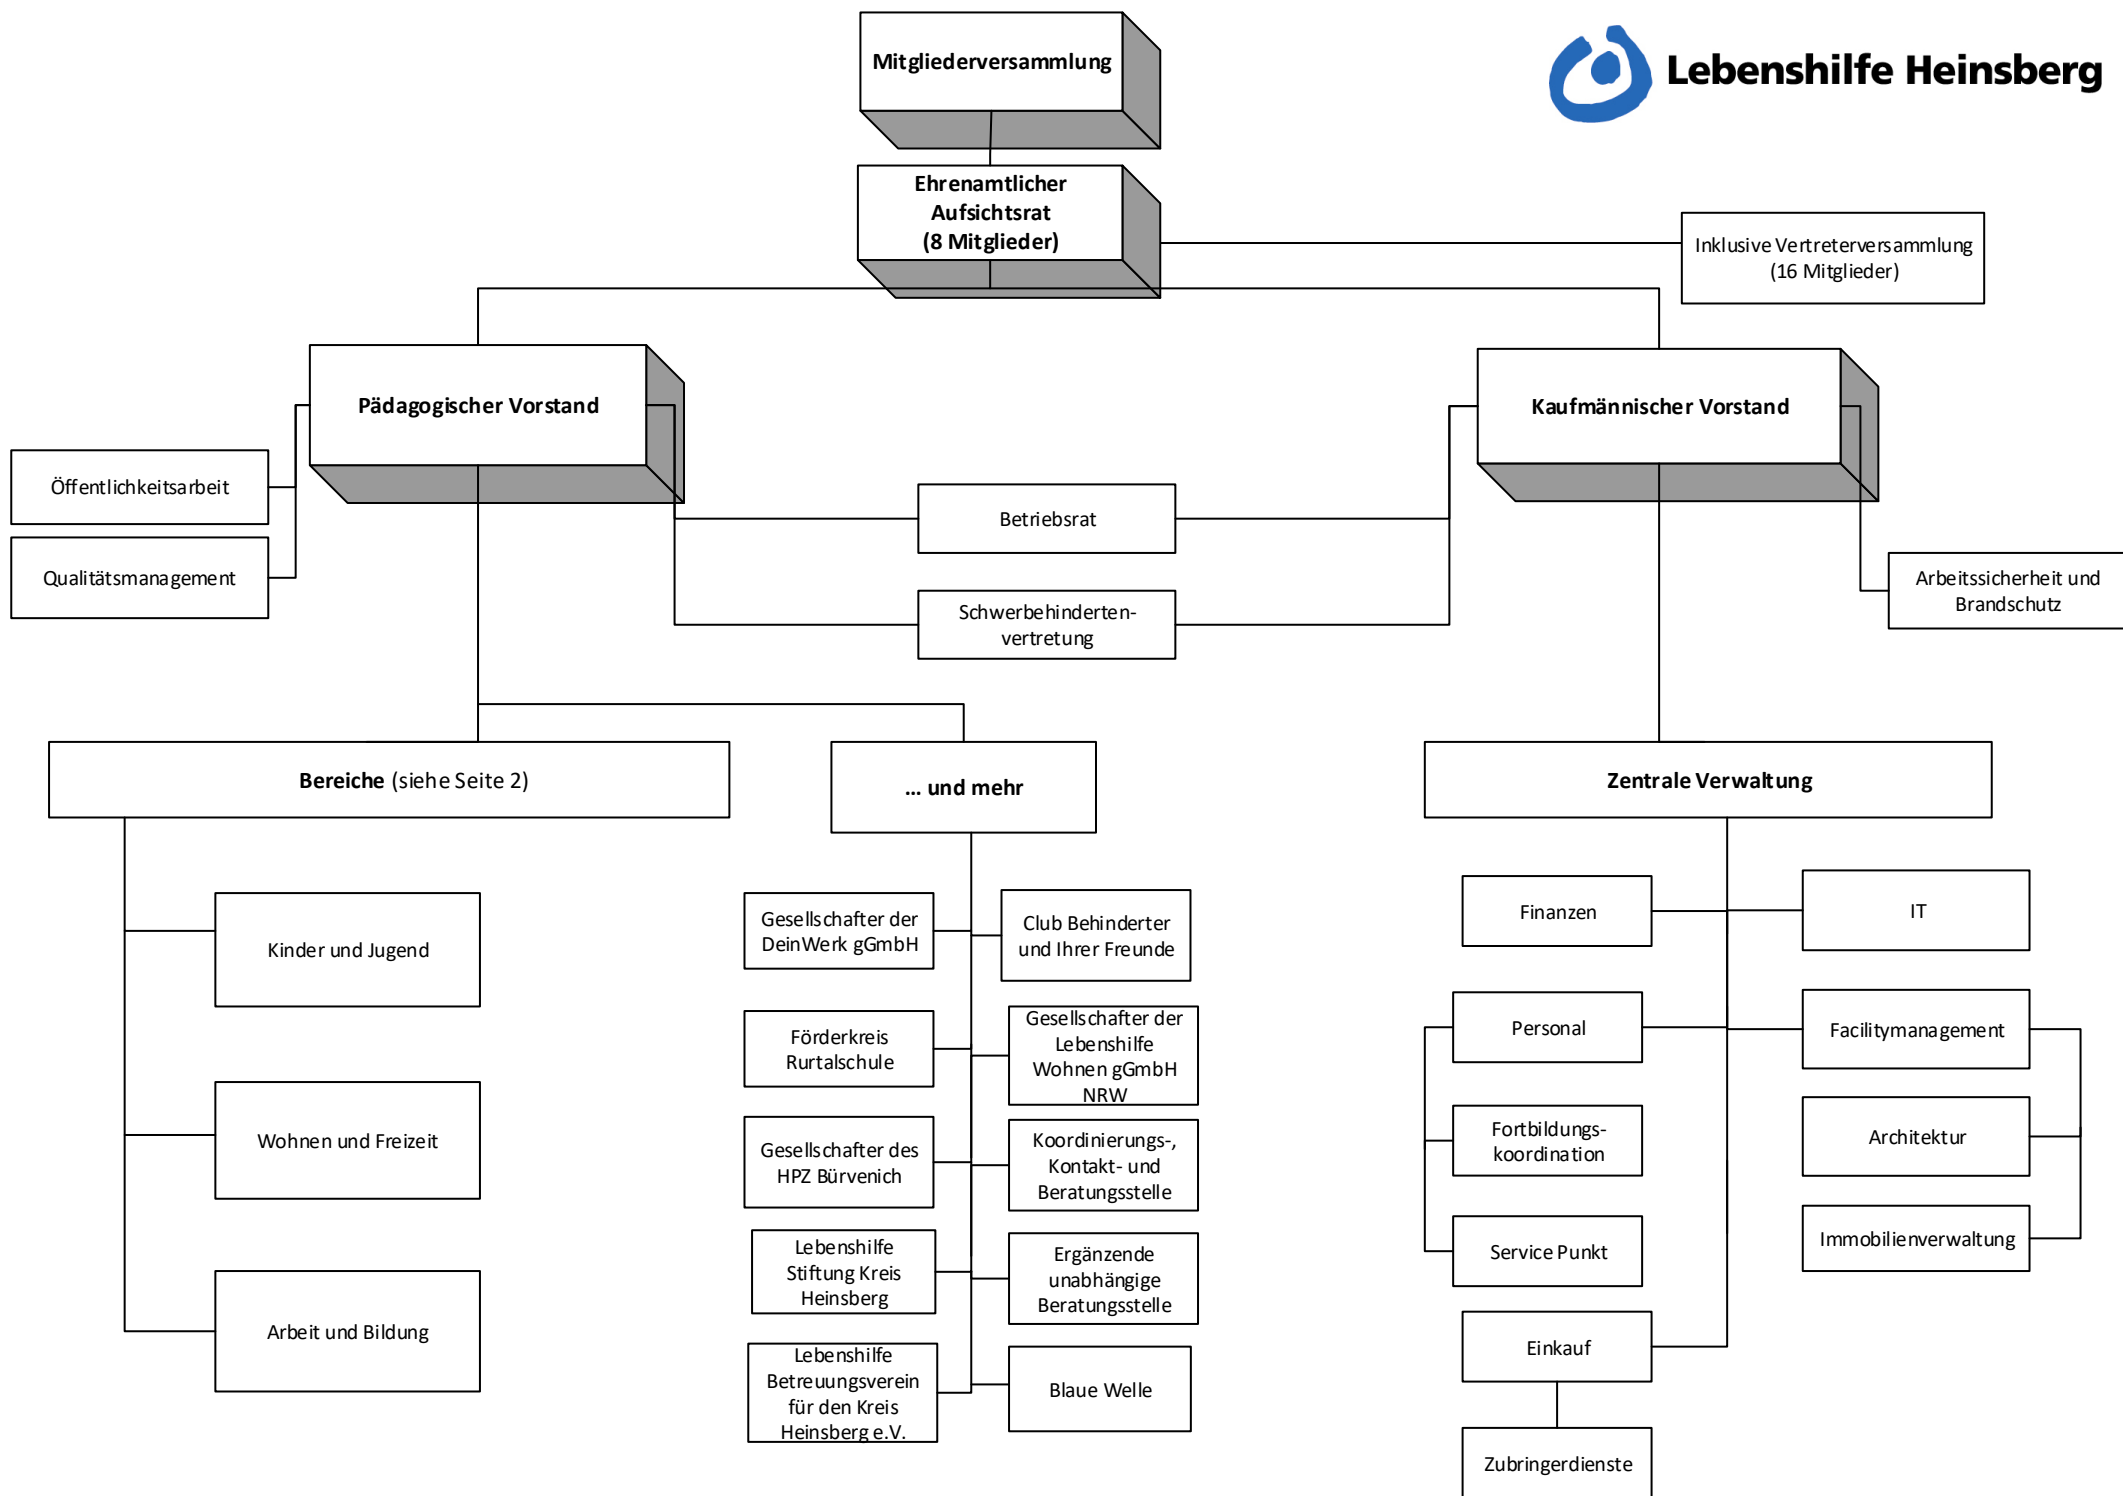 Mitgliederversammlung
Lebenshilfe Heinsberg
Ehrenamtlicher
Aufsichtsrat
(8 Mitglieder)
Inklusive Vertreterversammlung
(16 Mitglieder)
Pädagogischer Vorstand
Kaufmännischer Vorstand
Öffentlichkeitsarbeit
Qualitätsmanagement
Betriebsrat
Schwerbehinderten-
vertretung
Arbeitssicherheit und
Brandschutz
Bereiche (siehe Seite 2)
... und mehr
Zentrale Verwaltung
Kinder und Jugend
Wohnen und Freizeit
Arbeit und Bildung
Gesellschafter der
DeinWerk gGmbH
Club Behinderter
und Ihrer Freunde
Förderkreis
Rurtalschule
Gesellschafter der
Lebenshilfe
Wohnen gGmbH
NRW
Gesellschafter des
HPZ Bürvenich
Koordinierungs-,
Kontakt- und
Beratungsstelle
Lebenshilfe
Stiftung Kreis
Heinsberg
Ergänzende
unabhängige
Beratungsstelle
Lebenshilfe
Betreuungsverein
für den Kreis
Heinsberg e.V.
Blaue Welle
Finanzen
IT
Personal
Facilitymanagement
Fortbildungs-
koordination
Architektur
Service Punkt
Immobilienverwaltung
Einkauf
Zubringerdienste